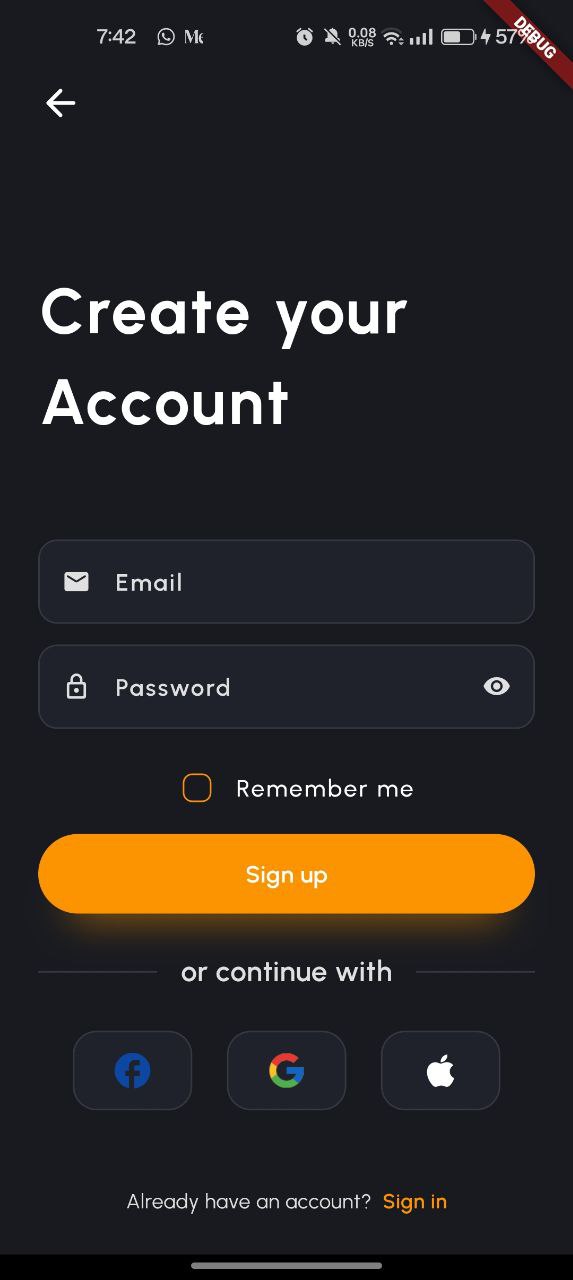 7:42
0.08
KB/S
57%
DEBUG
Create your
Account
Email
Password
Remember me
Sign up
or continue with
Already have an account? Sign in